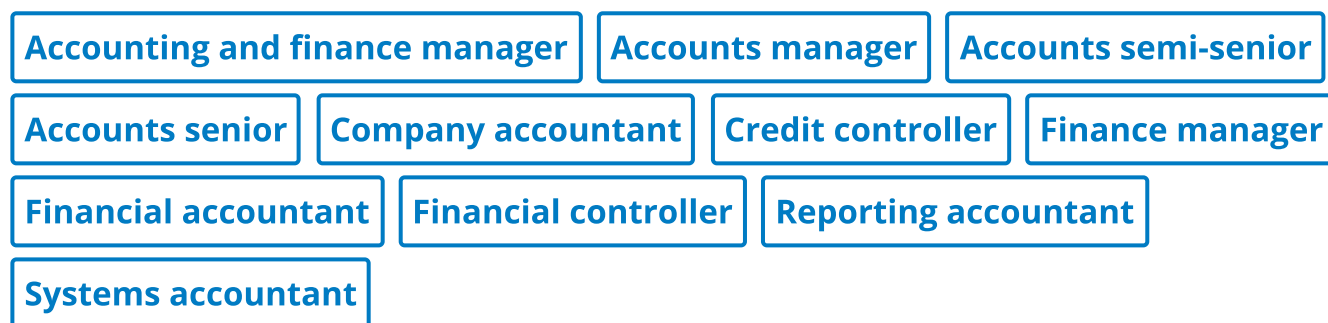 Accounting and finance manager Accounts manager Accounts semi-senior
Accounts senior Company accountant Credit controller Finance manager
Financial accountant Financial controller Reporting accountant
Systems accountant